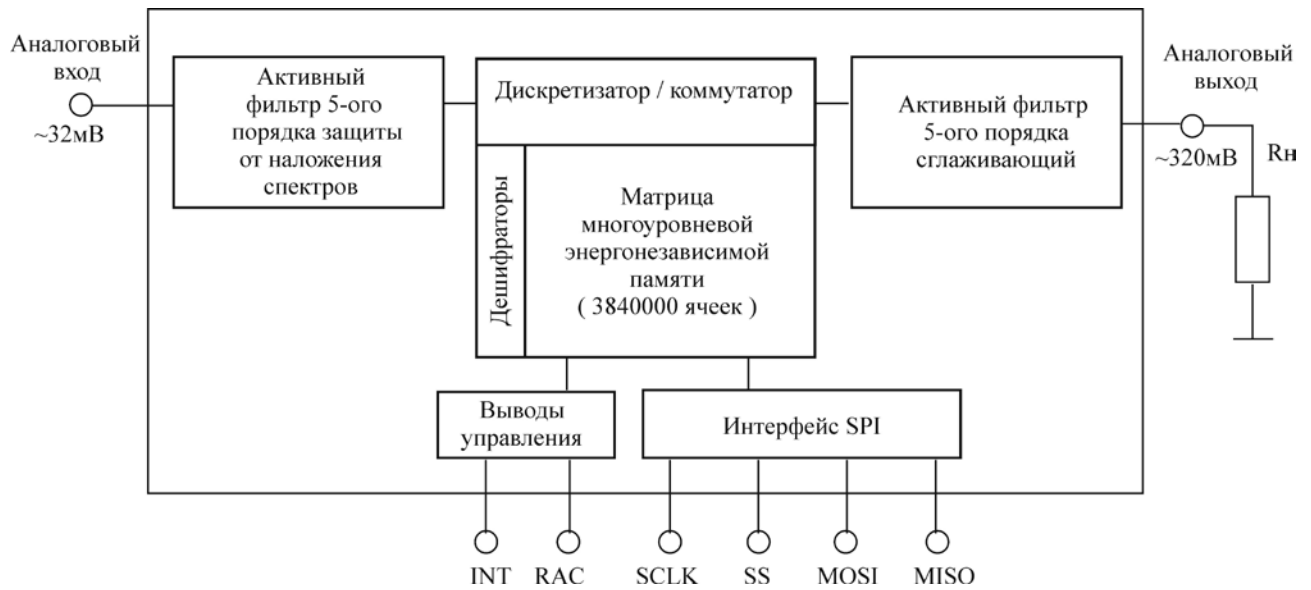 Аналоговый
вход
~32мВ
Активный
фильтр 5-ого
порядка защиты
от наложения
спектров
Дискретизатор / коммутатор
Дешифраторы
Матрица
многоуровневой
энергонезависимой
памяти
( 3840000 ячеек )
Активный фильтр
5-ого порядка
сглаживающий
Аналоговый
выход
~320мВ
Rн
Выводы
управления
Интерфейс SPI
INT
RAC
SCLK
SS
MOSI
MISO